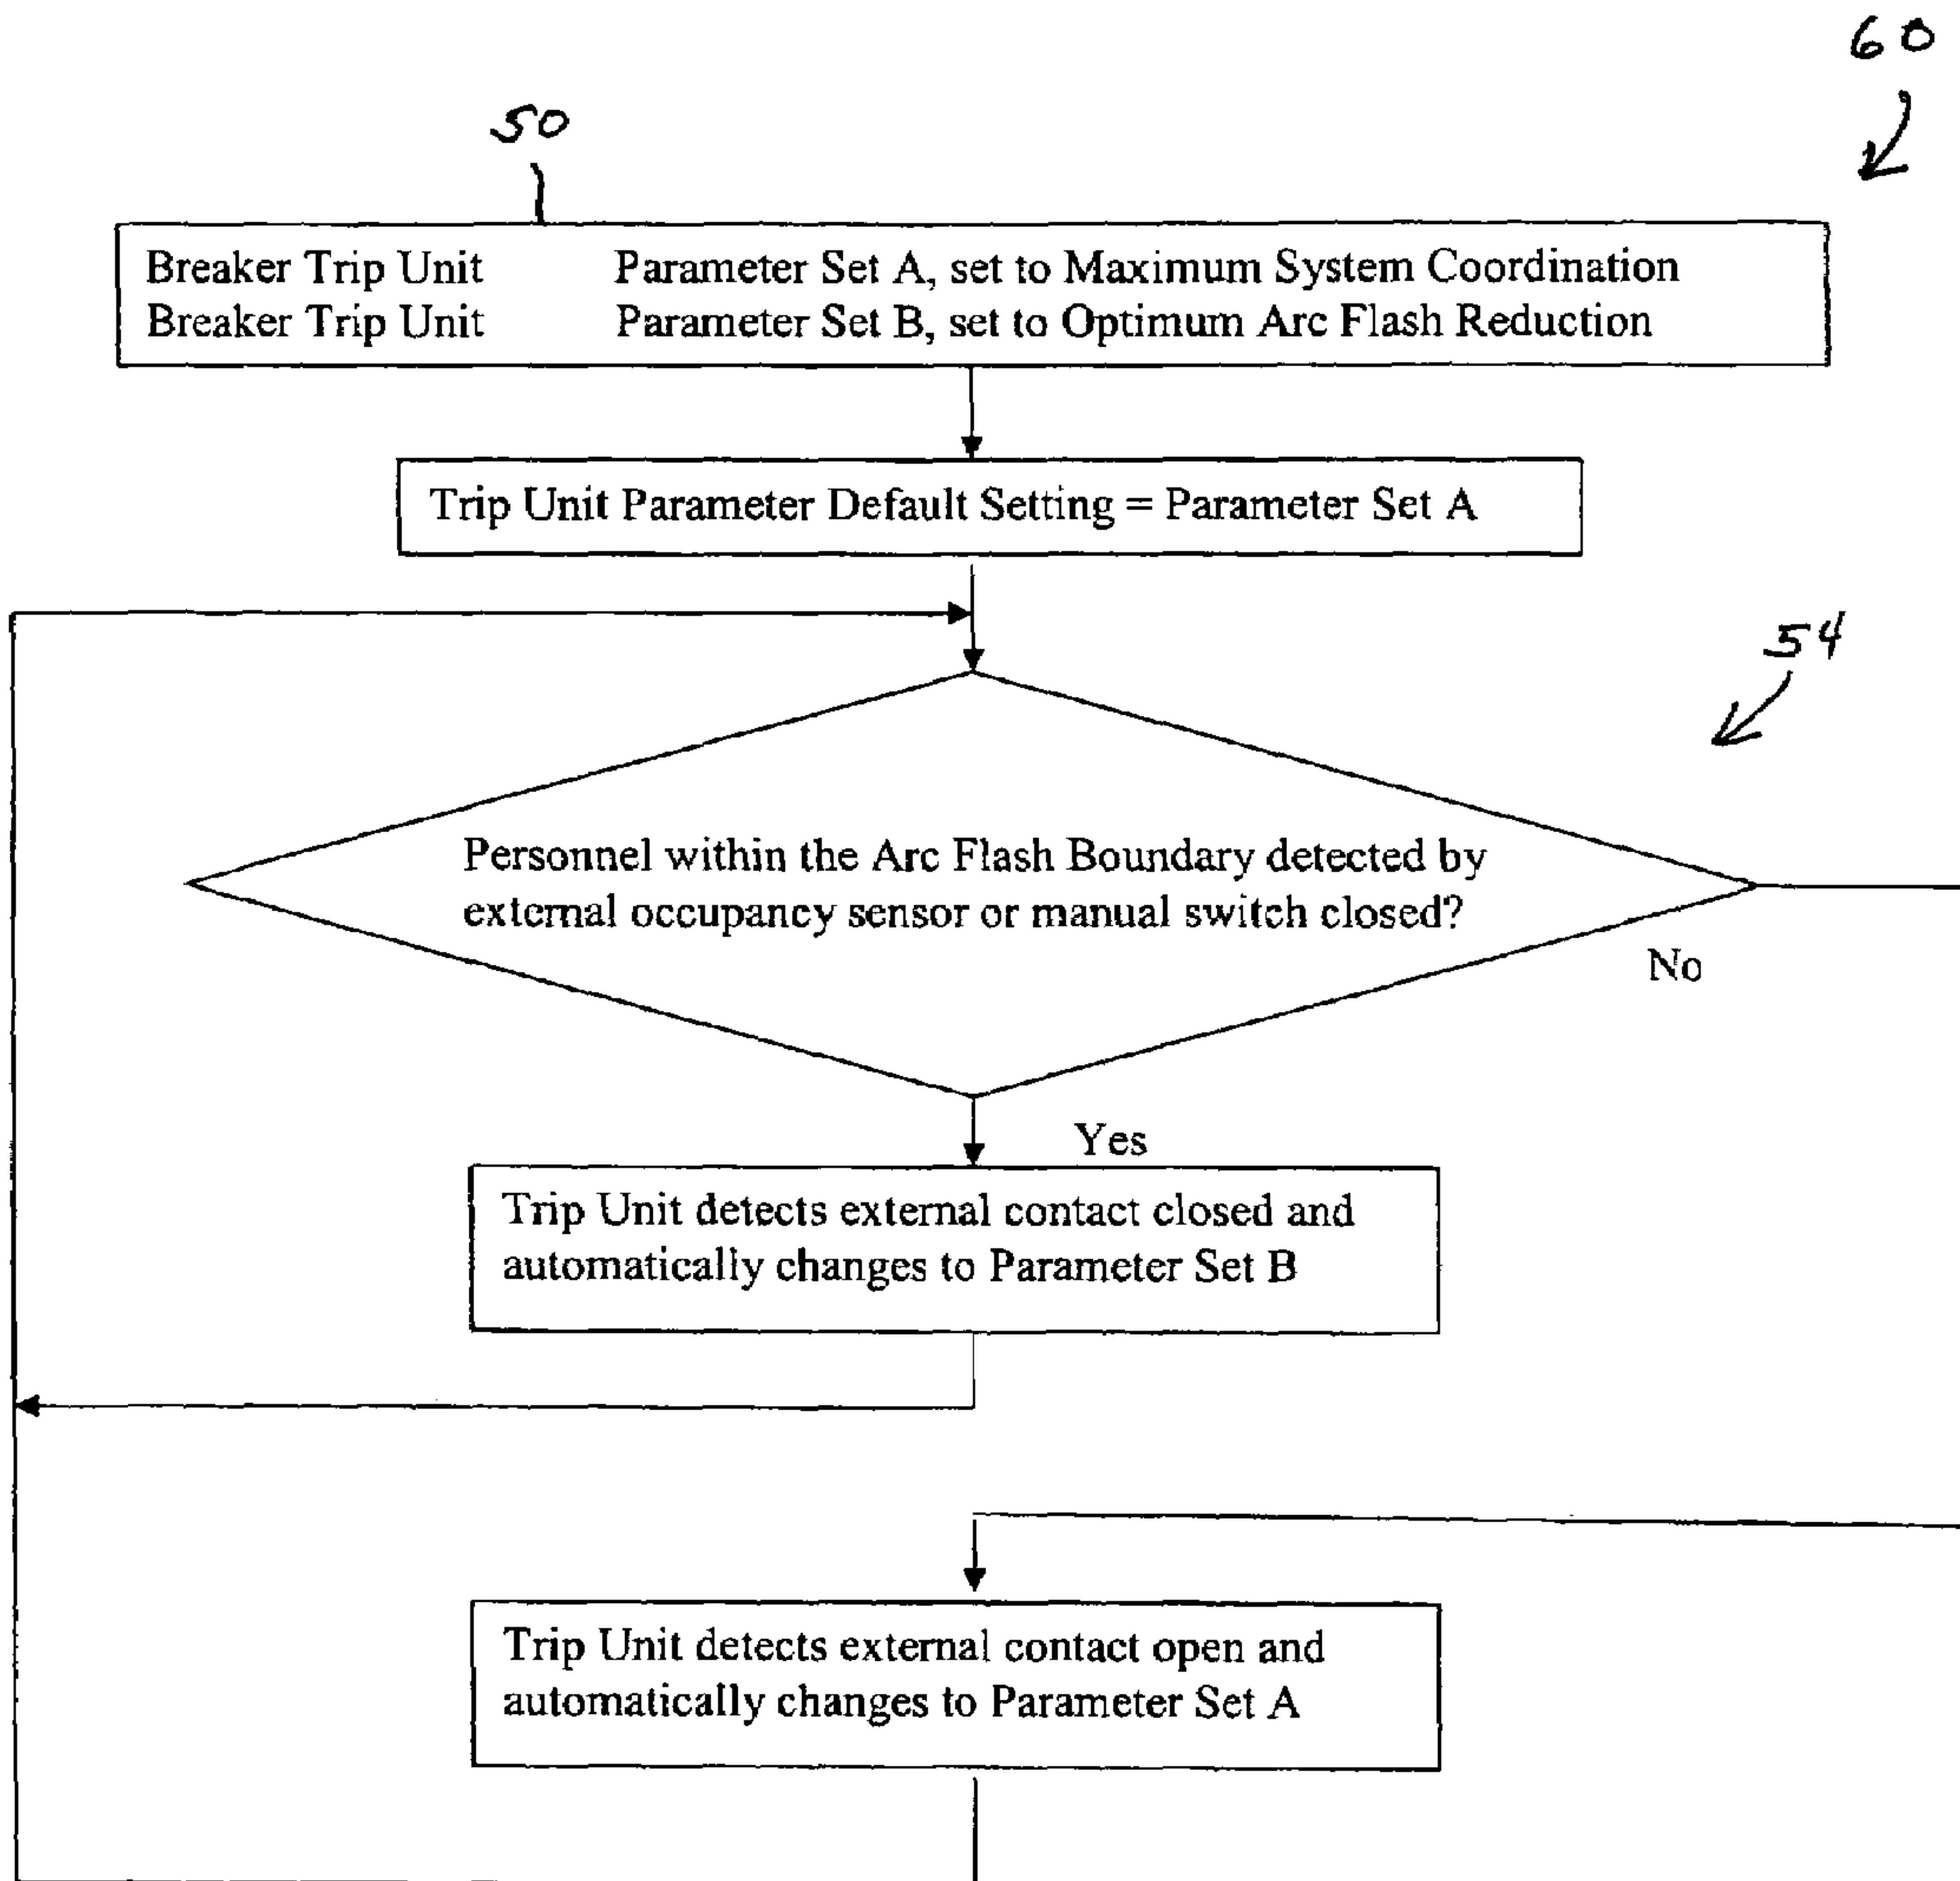 60
50
Breaker Trip Unit Parameter Set A, set to Maximum System Coordination
Breaker Trip Unit Parameter Set B, set to Optimum Arc Flash Reduction
Trip Unit Parameter Default Setting = Parameter Set A
54
Personnel within the Arc Flash Boundary detected by
external occupancy sensor or manual switch closed?
No
Yes
Trip Unit detects external contact closed and
automatically changes to Parameter Set B
Trip Unit detects external contact open and
automatically changes to Parameter Set A